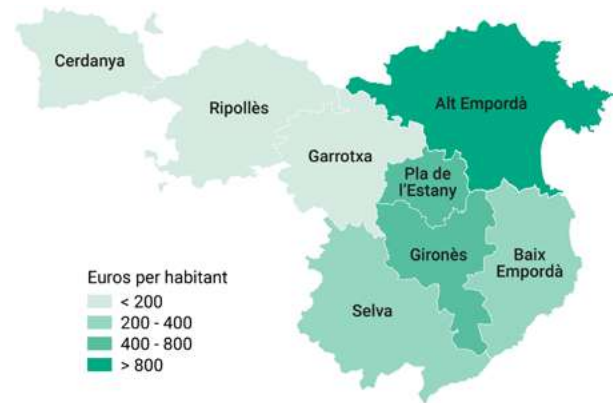 Cerdanya
Ripollès
Alt Empordà
Garrotxa
Pla de
l'Estany
Gironès
Baix
Empordà
Selva
Euros per habitant
< 200
200 - 400
400 - 800
> 800